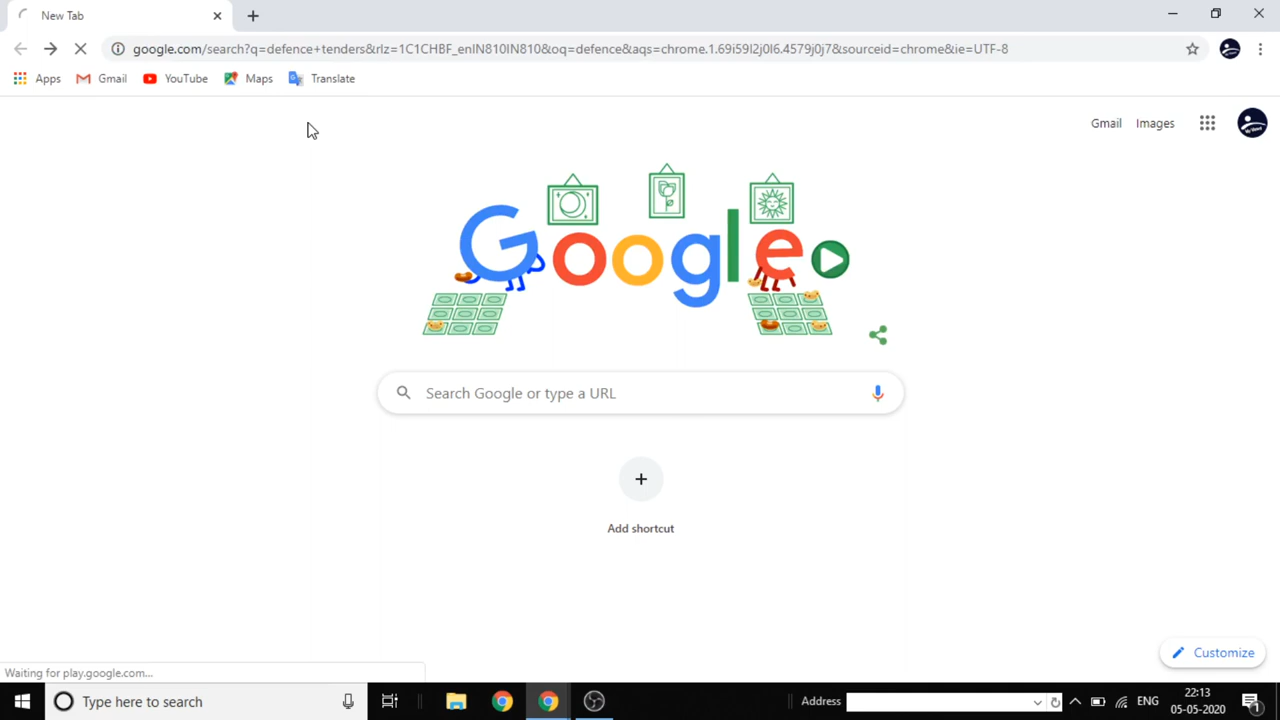 New Tab
google.com/search?q=defence+tenders&rlz=1C1CHBF_enIN810IN810&oq=defence&aqs=chrome.1.69i59l2j0l6.4579j0j7&sourceid=chrome&ie=UTF-8
Apps Gmail YouTube Maps Translate
Gmail Images
Google
Search Google or type a URL
Add shortcut
Customize
Waiting for play.google.com...
Type here to search
Address
ENG
22:13
05-05-2020
1